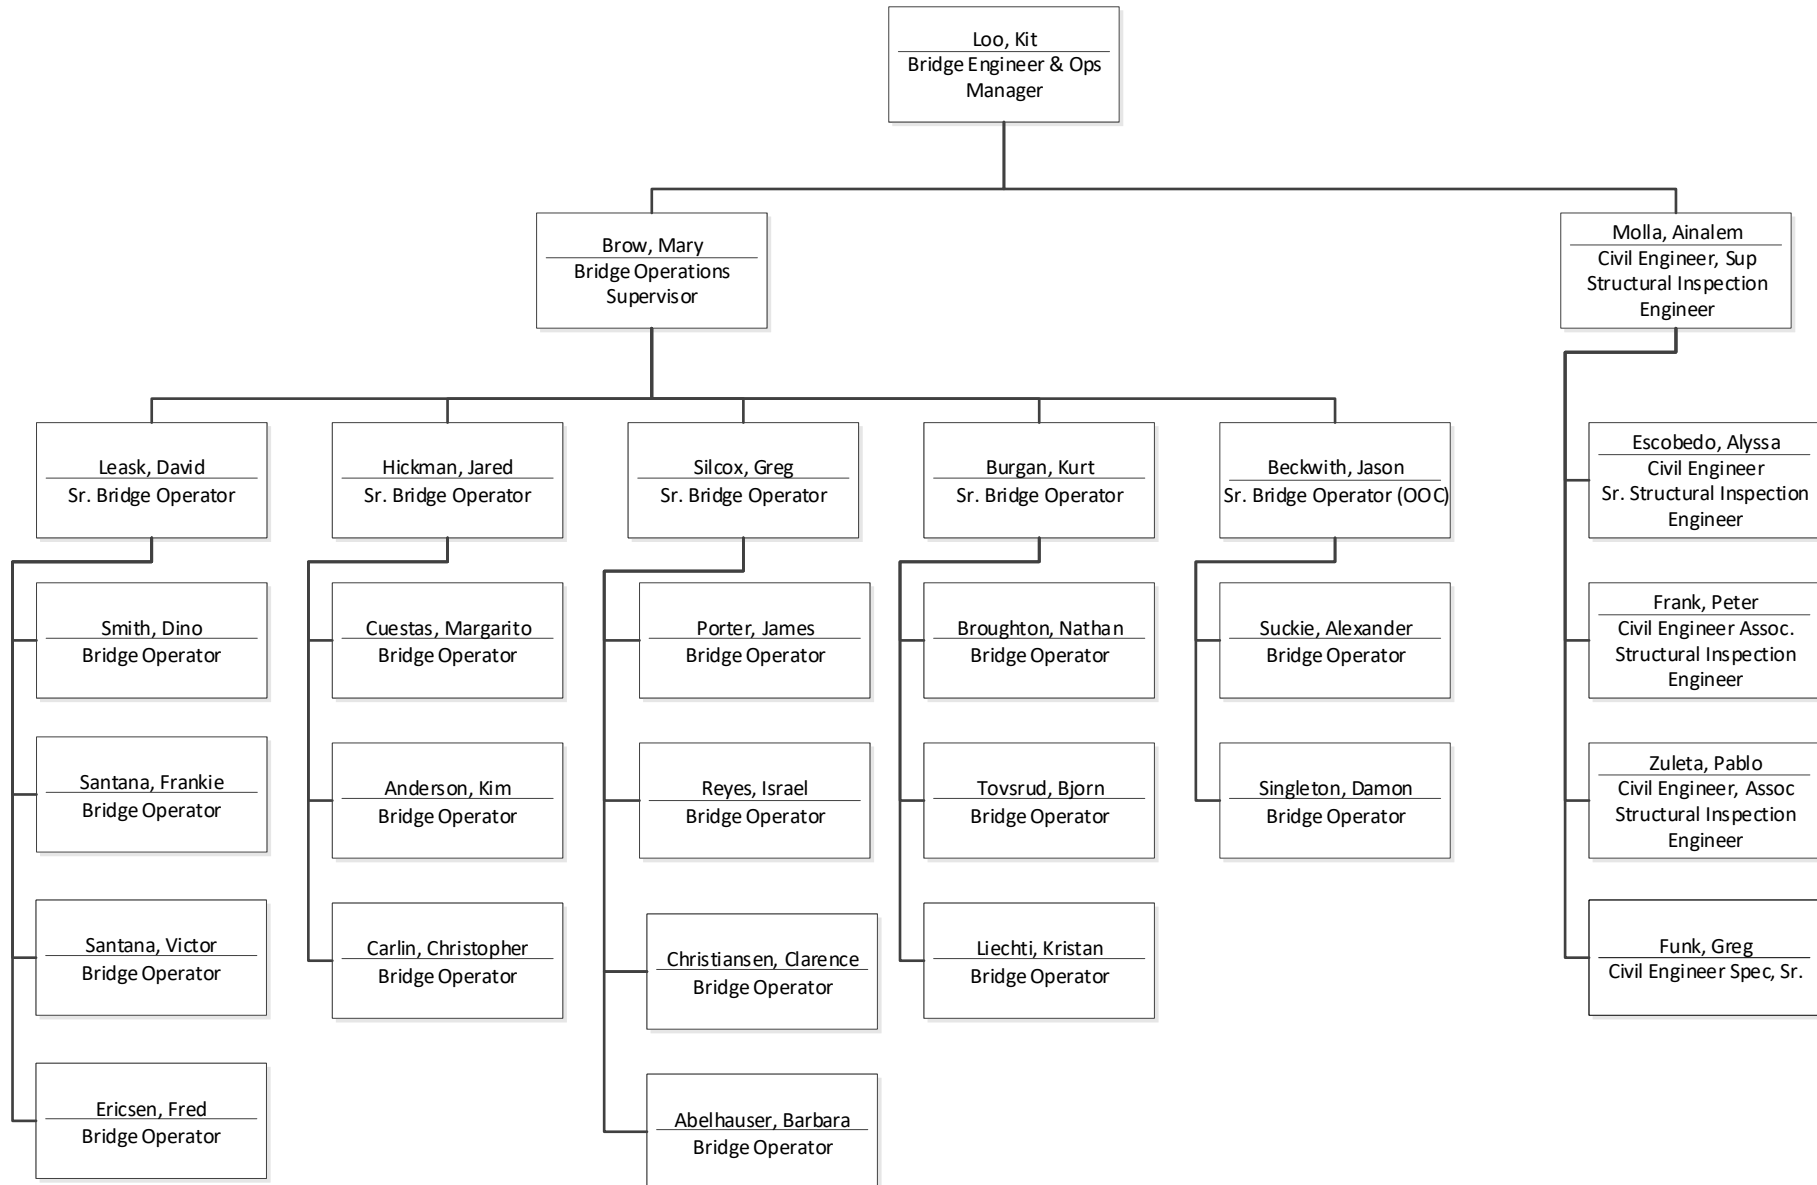 Loo, Kit
Bridge Engineer & Ops
Manager
Brow, Mary
Bridge Operations
Supervisor
Molla, Ainalem
Civil Engineer, Sup
Structural Inspection
Engineer
Leask, David
Sr. Bridge Operator
Hickman, Jared
Sr. Bridge Operator
Silcox, Greg
Sr. Bridge Operator
Burgan, Kurt
Sr. Bridge Operator
Beckwith, Jason
Sr. Bridge Operator (OOC)
Escobedo, Alyssa
Civil Engineer
Sr. Structural Inspection
Engineer
Smith, Dino
Bridge Operator
Cuestas, Margarito
Bridge Operator
Porter, James
Bridge Operator
Broughton, Nathan
Bridge Operator
Suckie, Alexander
Bridge Operator
Frank, Peter
Civil Engineer Assoc.
Structural Inspection
Engineer
Santana, Frankie
Bridge Operator
Anderson, Kim
Bridge Operator
Reyes, Israel
Bridge Operator
Tovsrud, Bjorn
Bridge Operator
Singleton, Damon
Bridge Operator
Zuleta, Pablo
Civil Engineer, Assoc
Structural Inspection
Engineer
Santana, Victor
Bridge Operator
Carlin, Christopher
Bridge Operator
Christiansen, Clarence
Bridge Operator
Liechti, Kristan
Bridge Operator
Funk, Greg
Civil Engineer Spec, Sr.
Ericsen, Fred
Bridge Operator
Abelhauser, Barbara
Bridge Operator